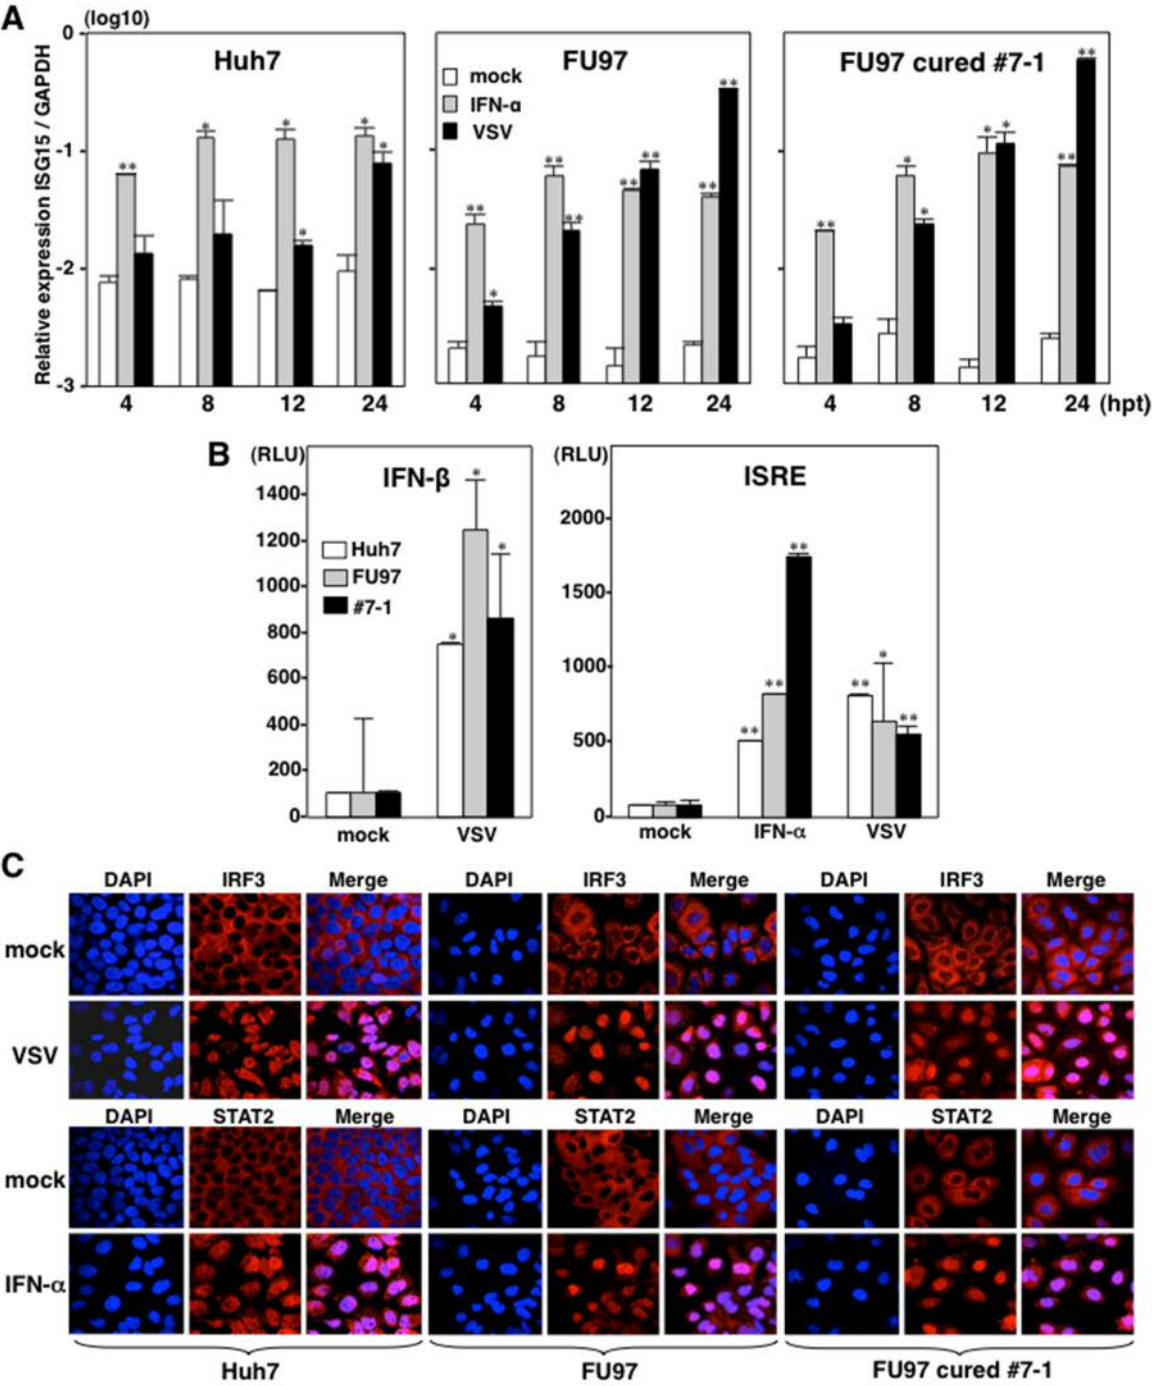 A
(log10)
Relative expression ISG15 / GAPDH
0
-1
-2
-3
Huh7
** * * * * *
4 8 12 24
FU97
mock
IFN-α
VSV
** * ** ** ** ** ** **
4 8 12 24
FU97 cured #7-1
** * * * * ** **
4 8 12 24 (hpt)
B
(RLU)
1400
1200
1000
800
600
400
200
0
IFN-β
Huh7
FU97
#7-1
* * *
mock VSV
(RLU)
2000
1500
1000
500
0
ISRE
** ** ** ** * **
mock IFN-α VSV
C
DAPI IRF3 Merge DAPI IRF3 Merge DAPI IRF3 Merge
mock
VSV
DAPI STAT2 Merge DAPI STAT2 Merge DAPI STAT2 Merge
mock
IFN-α
Huh7 FU97 FU97 cured #7-1